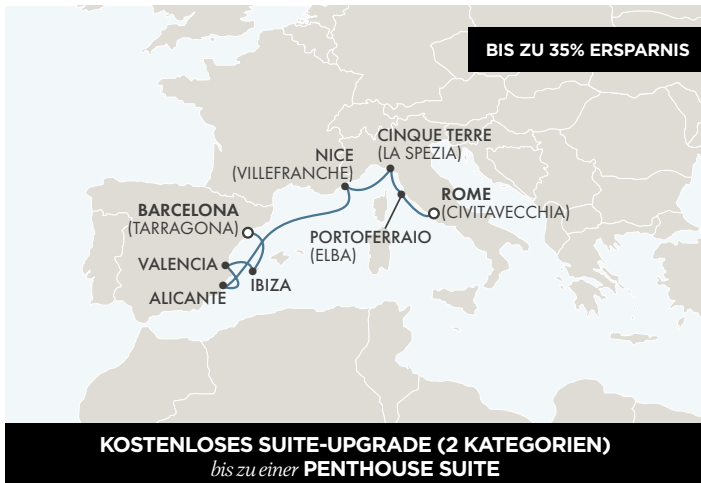 BIS ZU 35% ERSPARNIS
CINQUE TERRE
(LA SPEZIA)
NICE
(VILLEFRANCHE)
ROME
(CIVITAVECCHIA)
BARCELONA
(TARRAGONA)
PORTOFERRAIO
(ELBA)
VALENCIA
IBIZA
ALICANTE
KOSTENLOSES SUITE-UPGRADE (2 KATEGORIEN)
bis zu einer PENTHOUSE SUITE